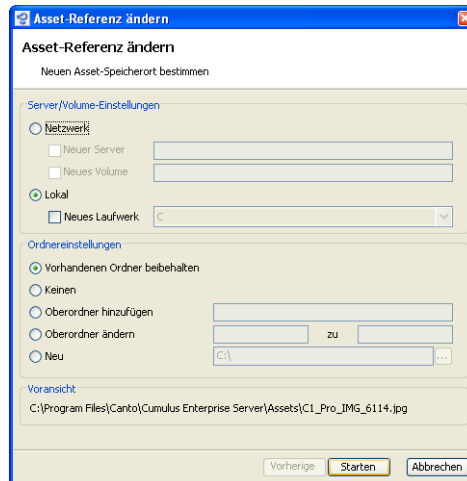 Asset-Referenz ändern
Asset-Referenz ändern
Neuen Asset-Speicherort bestimmen
Server/Volume-Einstellungen
Netzwerk
Neuer Server
Neues Volume
Lokal
Neues Laufwerk C
Ordnereinstellungen
Vorhandenen Ordner beibehalten
Keinen
Oberordner hinzufügen
Oberordner ändern zu
Neu C:\ ...
Voransicht
C:\Program Files\Canto\Cumulus Enterprise Server\Assets\C1_Pro_IMG_6114.jpg
Vorherige Starten Abbrechen